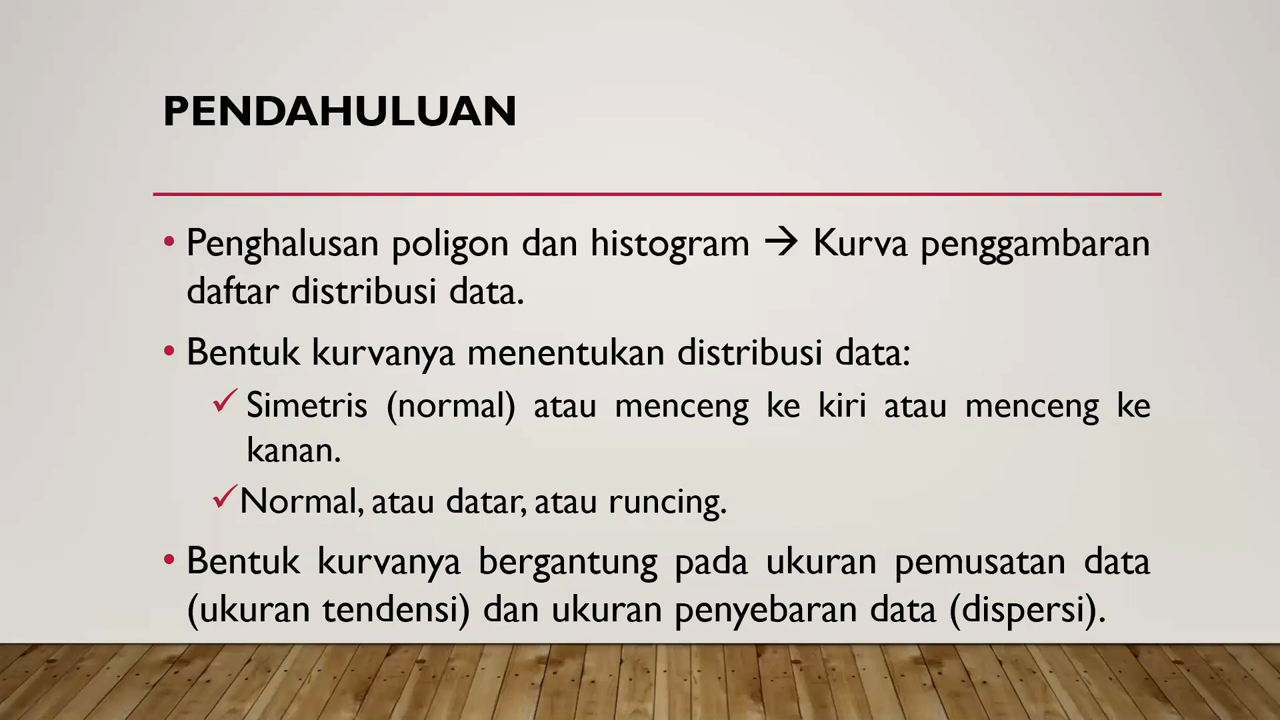 PENDAHULUAN
• Penghalusan poligon dan histogram → Kurva penggambaran
daftar distribusi data.
• Bentuk kurvanya menentukan distribusi data:
✓ Simetris (normal) atau menceng ke kiri atau menceng ke
kanan.
✓ Normal, atau datar, atau runcing.
• Bentuk kurvanya bergantung pada ukuran pemusatan data
(ukuran tendensi) dan ukuran penyebaran data (dispersi).